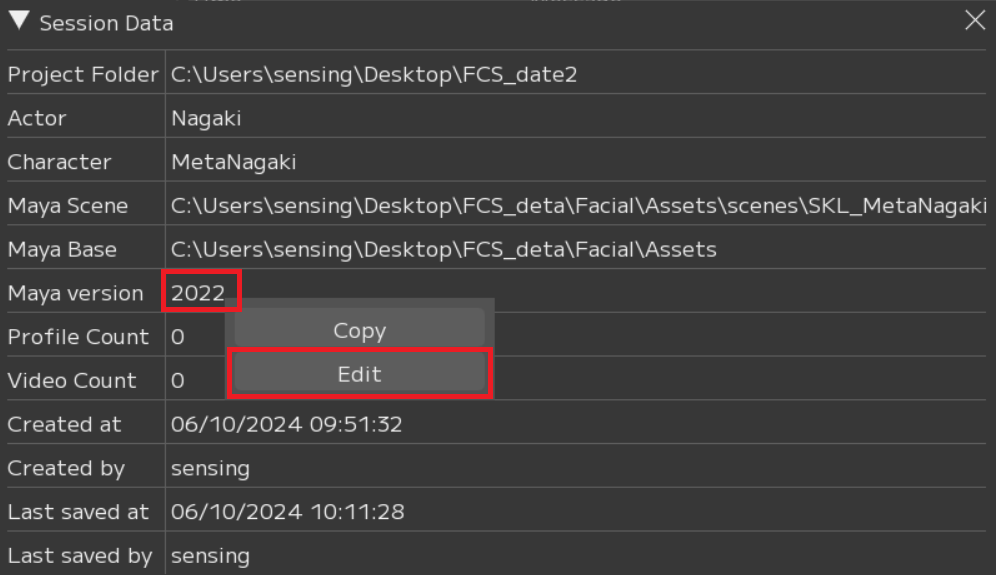 Session Data
Project Folder C:\Users\sensing\Desktop\FCS_date2
Actor Nagaki
Character MetaNagaki
Maya Scene C:\Users\sensing\Desktop\FCS_deta\Facial\Assets\scenes\SKL_MetaNagaki
Maya Base C:\Users\sensing\Desktop\FCS_deta\Facial\Assets
Maya version 2022
Copy
Profile Count 0
Edit
Video Count 0
Created at 06/10/2024 09:51:32
Created by sensing
Last saved at 06/10/2024 10:11:28
Last saved by sensing